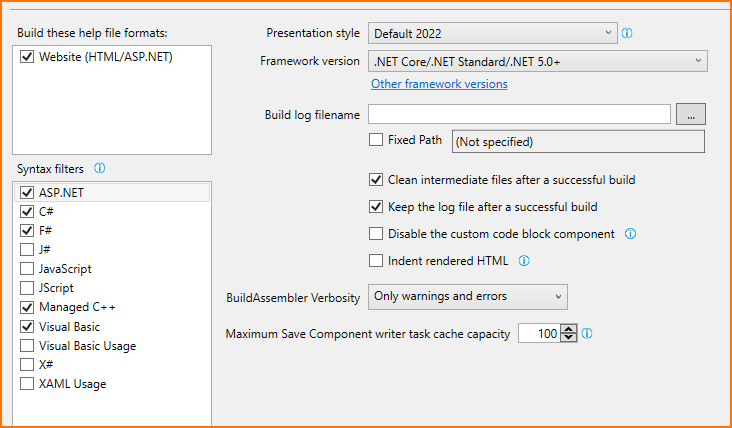 Build these help file formats:
Website (HTML/ASP.NET)
Syntax filters
ASP.NET
C#
F#
J#
JavaScript
JScript
Managed C++
Visual Basic
Visual Basic Usage
X#
XAML Usage
Presentation style Default 2022
Framework version .NET Core/.NET Standard/.NET 5.0+
Other framework versions
Build log filename ...
Fixed Path (Not specified)
Clean intermediate files after a successful build
Keep the log file after a successful build
Disable the custom code block component
Indent rendered HTML
BuildAssembler Verbosity Only warnings and errors
Maximum Save Component writer task cache capacity 100